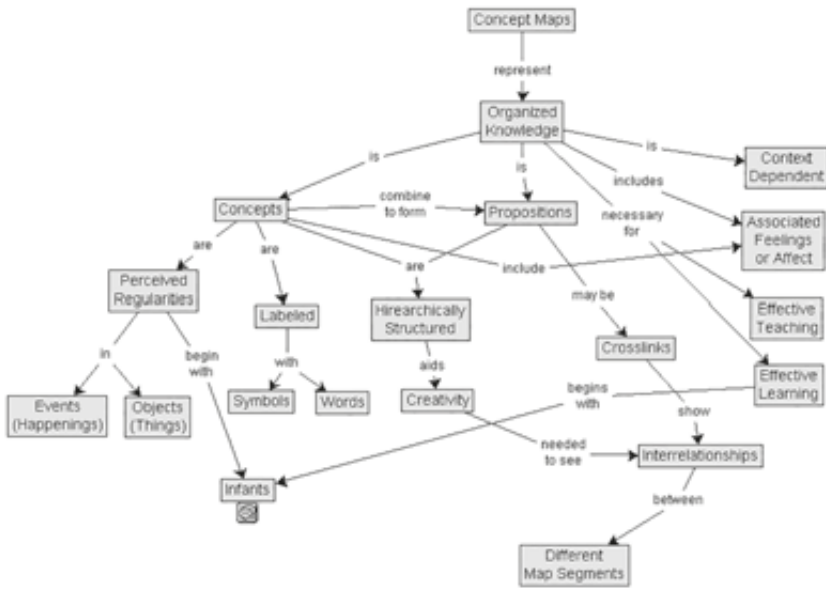 Concept Maps
represent
Organized
Knowledge
is
is
is
Context
Dependent
includes
combine
to form
Concepts
Propositions
necessary
for
Associated
Feelings
or Affect
are
are
are
include
Perceived
Regularities
may be
Labeled
Hirearchically
Structured
Effective
Teaching
Crosslinks
in
begin
with
with
aids
begins
with
Effective
Learning
Events
(Happenings)
Objects
(Things)
Symbols
Words
Creativity
show
needed
to see
Interrelationships
Infants
between
Different
Map Segments